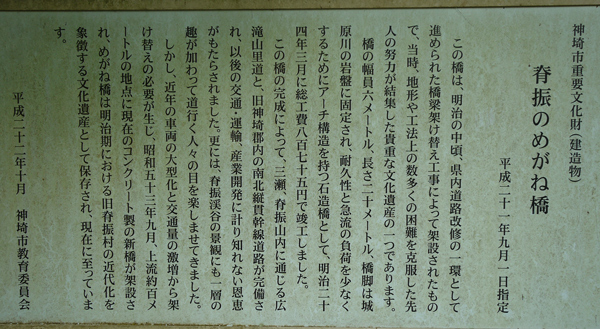 神埼市重要文化財（建造物）
脊振のめがね橋
平成二十一年九月一日指定
この橋は、明治の中頃、県内道路改修の一環として
進められた橋梁架け替え工事によって架設されたもの
で、当時、地形や工法上の数多くの困難を克服した先
人の努力が結集した貴重な文化遺産の一つであります。
橋の幅員六メートル、長さ二十メートル、橋脚は城
原川の岩盤に固定され、耐久性と急流の負荷を少なく
するためにアーチ構造を持つ石造橋として、明治二十
四年三月に総工費八百七十五円で竣工しました。
この橋の完成によって、三瀬、脊振山内に通じる広
滝山里道と、旧神埼郡内の南北縦貫幹線道路が完備さ
れ、以後の交通・運輸、産業開発に計り知れない恩恵
がもたらされました。更には、脊振渓谷の景観にも一層の
趣が加わって道行く人々の目を楽しませてきました。
しかし、近年の車両の大型化と交通量の激増から架
け替えの必要が生じ、昭和五十三年九月、上流約百メ
ートルの地点に現在のコンクリート製の新橋が架設さ
れ、めがね橋は明治期における旧脊振村の近代化を
象徴する文化遺産として保存され、現在に至っていま
す。
平成二十二年十月　神埼市教育委員会